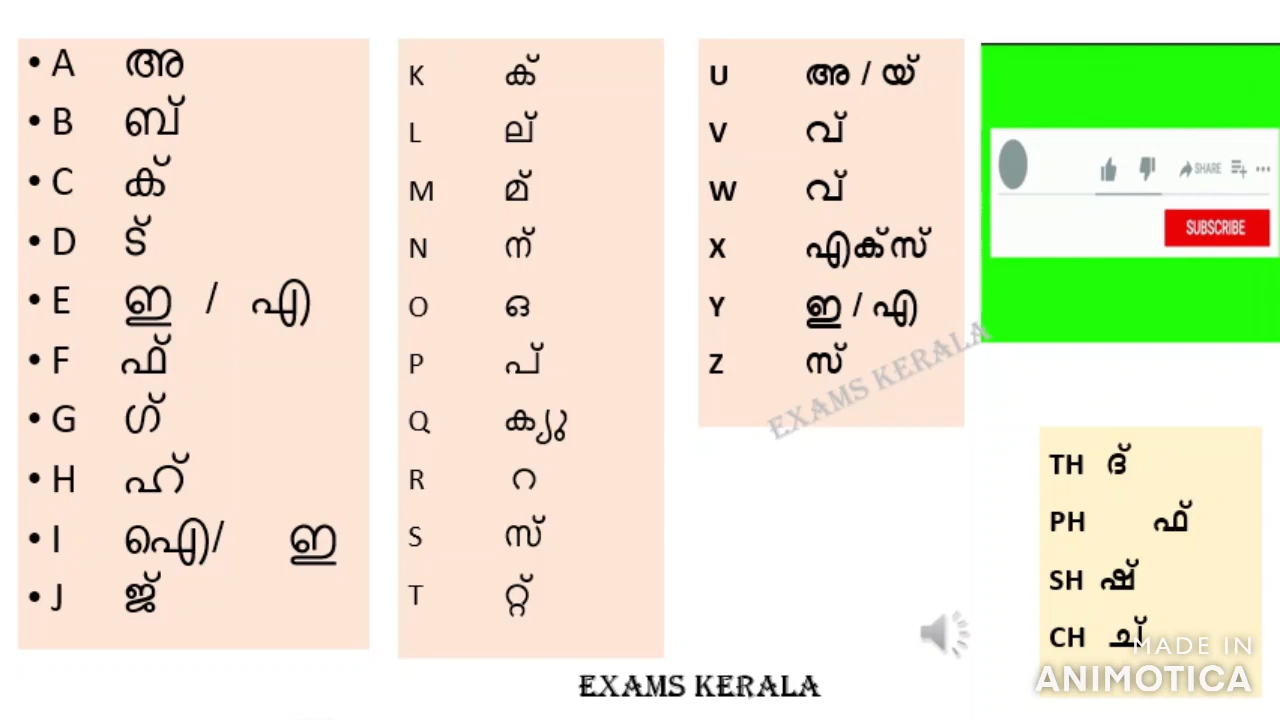 • A അ
• B ബ്
• C ക്
• D ട്
• E ഇ / എ
• F ഫ്
• G ഗ്
• H ഹ്
• I ഐ/ ഇ
• J ജ്
K ക്
L ല്
M മ്
N ന്
O ഒ
P പ്
Q ക്യു
R റ
S സ്
T റ്റ്
U അ / യ്
V വ്
W വ്
X എക്സ്
Y ഇ / എ
Z സ്
EXAMS KERALA
SHARE
SUBSCRIBE
TH ദ്
PH ഫ്
SH ഷ്
CH ച്
MADE IN
ANIMOTICA
EXAMS KERALA